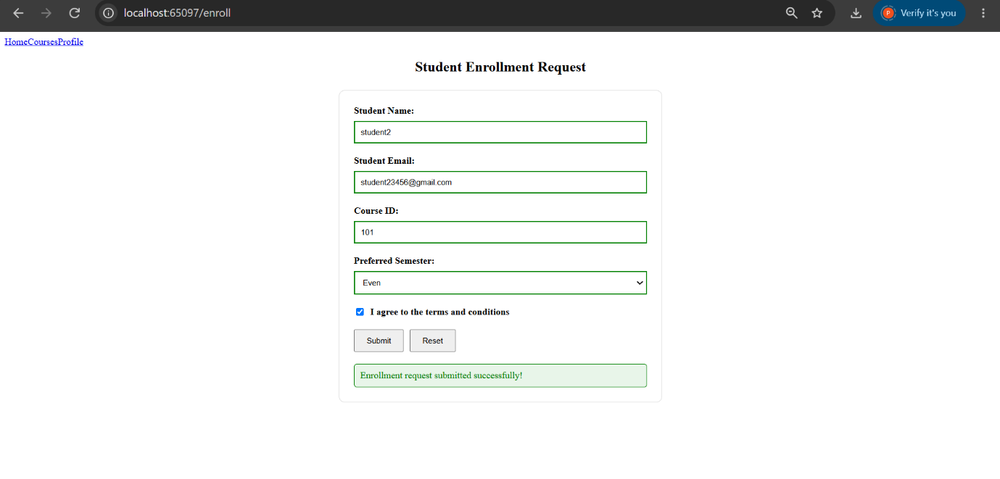 localhost:65097/enroll
P Verify it's you
HomeCoursesProfile
Student Enrollment Request
Student Name:
student2
Student Email:
student23456@gmail.com
Course ID:
101
Preferred Semester:
Even
I agree to the terms and conditions
Submit Reset
Enrollment request submitted successfully!